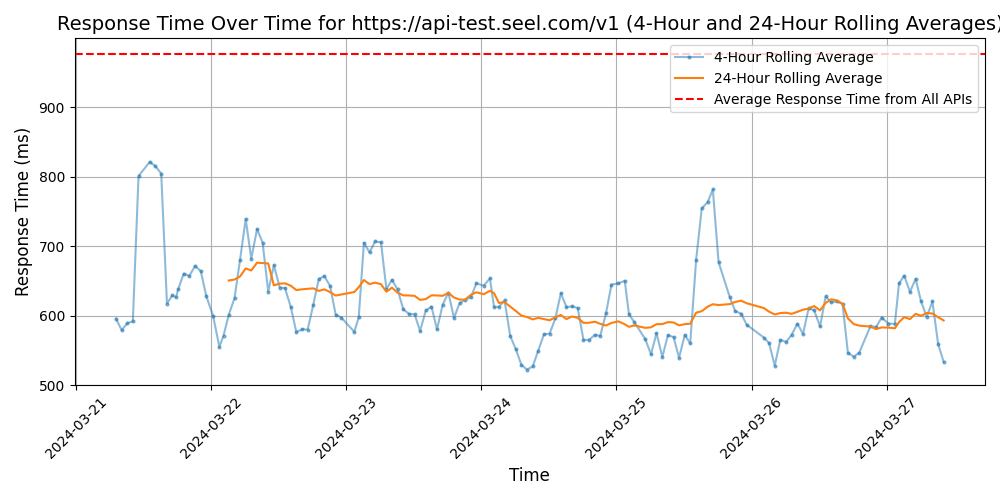 Response Time Over Time for https://api-test.seel.com/v1 (4-Hour and 24-Hour Rolling Averages)
4-Hour Rolling Average
24-Hour Rolling Average
Average Response Time from All APIs
Response Time (ms)
900
800
700
600
500
2024-03-21
2024-03-22
2024-03-23
2024-03-24
2024-03-25
2024-03-26
2024-03-27
Time